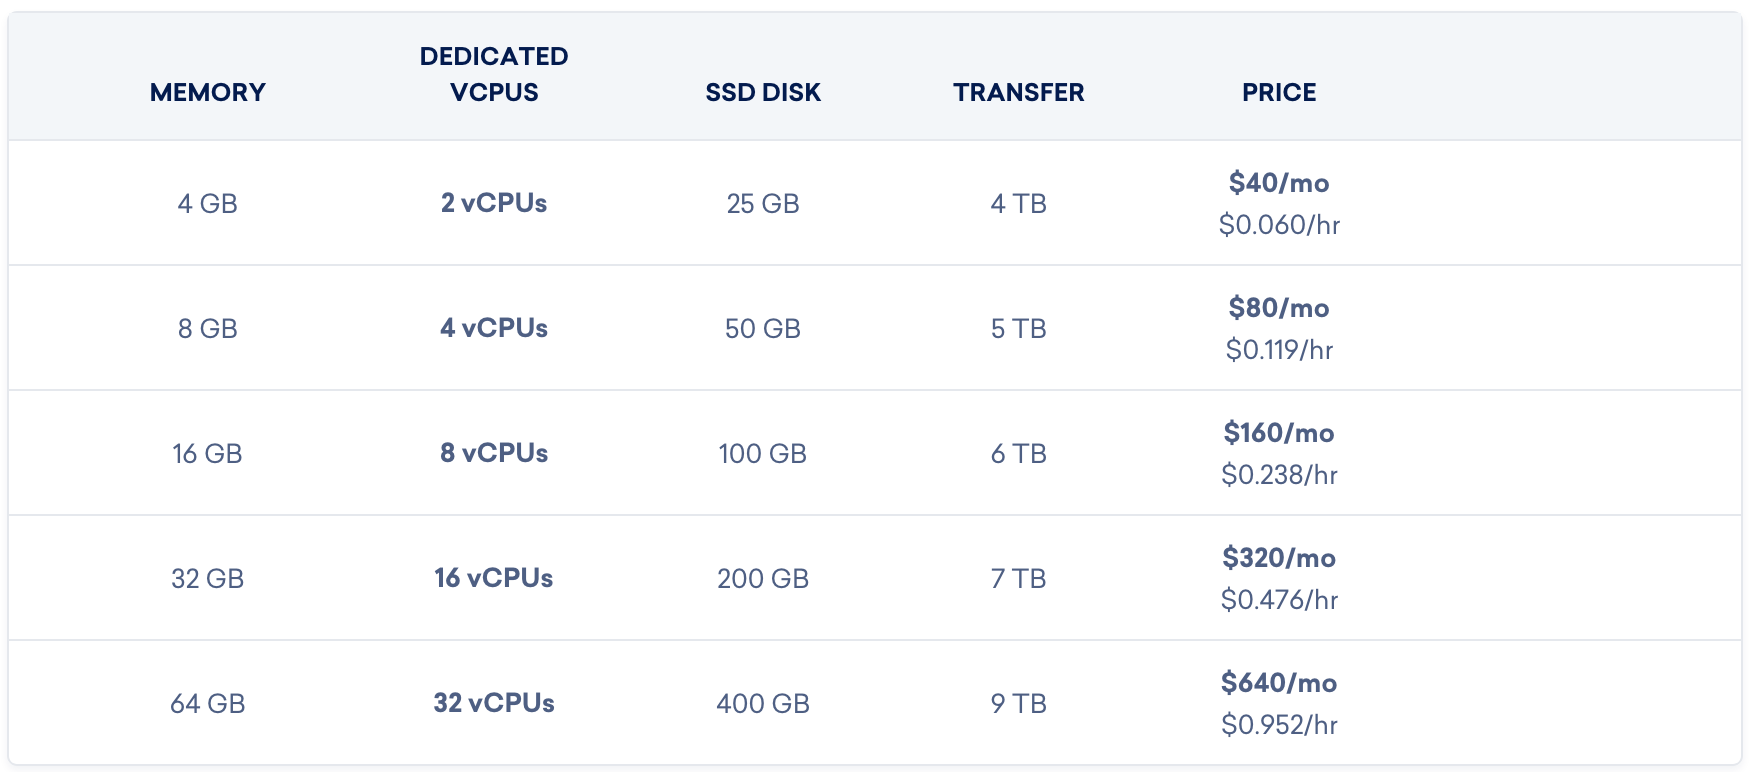 MEMORY
DEDICATED
VCPUS
SSD DISK
TRANSFER
PRICE
4 GB
2 vCPUs
25 GB
4 TB
$40/mo
$0.060/hr
8 GB
4 vCPUs
50 GB
5 TB
$80/mo
$0.119/hr
16 GB
8 vCPUs
100 GB
6 TB
$160/mo
$0.238/hr
32 GB
16 vCPUs
200 GB
7 TB
$320/mo
$0.476/hr
64 GB
32 vCPUs
400 GB
9 TB
$640/mo
$0.952/hr